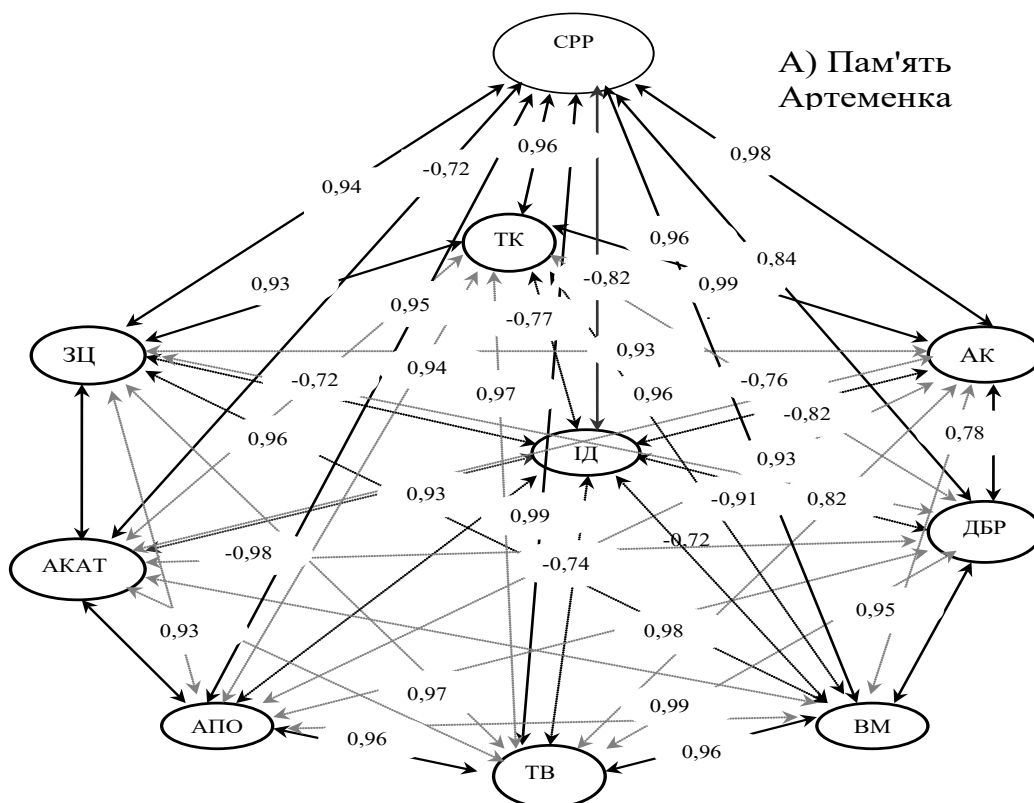 СРР
А) Пам'ять
Артеменка
0,96
0,98
-0,72
0,94
ТК
0,96
0,84
0,93
-0,82
0,99
0,95
-0,77
ЗЦ
0,93
АК
0,94
-0,72
-0,76
0,97
0,96
-0,82
0,96
0,78
ІД
0,93
0,93
-0,91
0,82
0,99
ДБР
-0,98
-0,72
АКАТ
-0,74
0,95
0,93
0,98
0,97
0,99
АПО
ВМ
0,96
0,96
ТВ